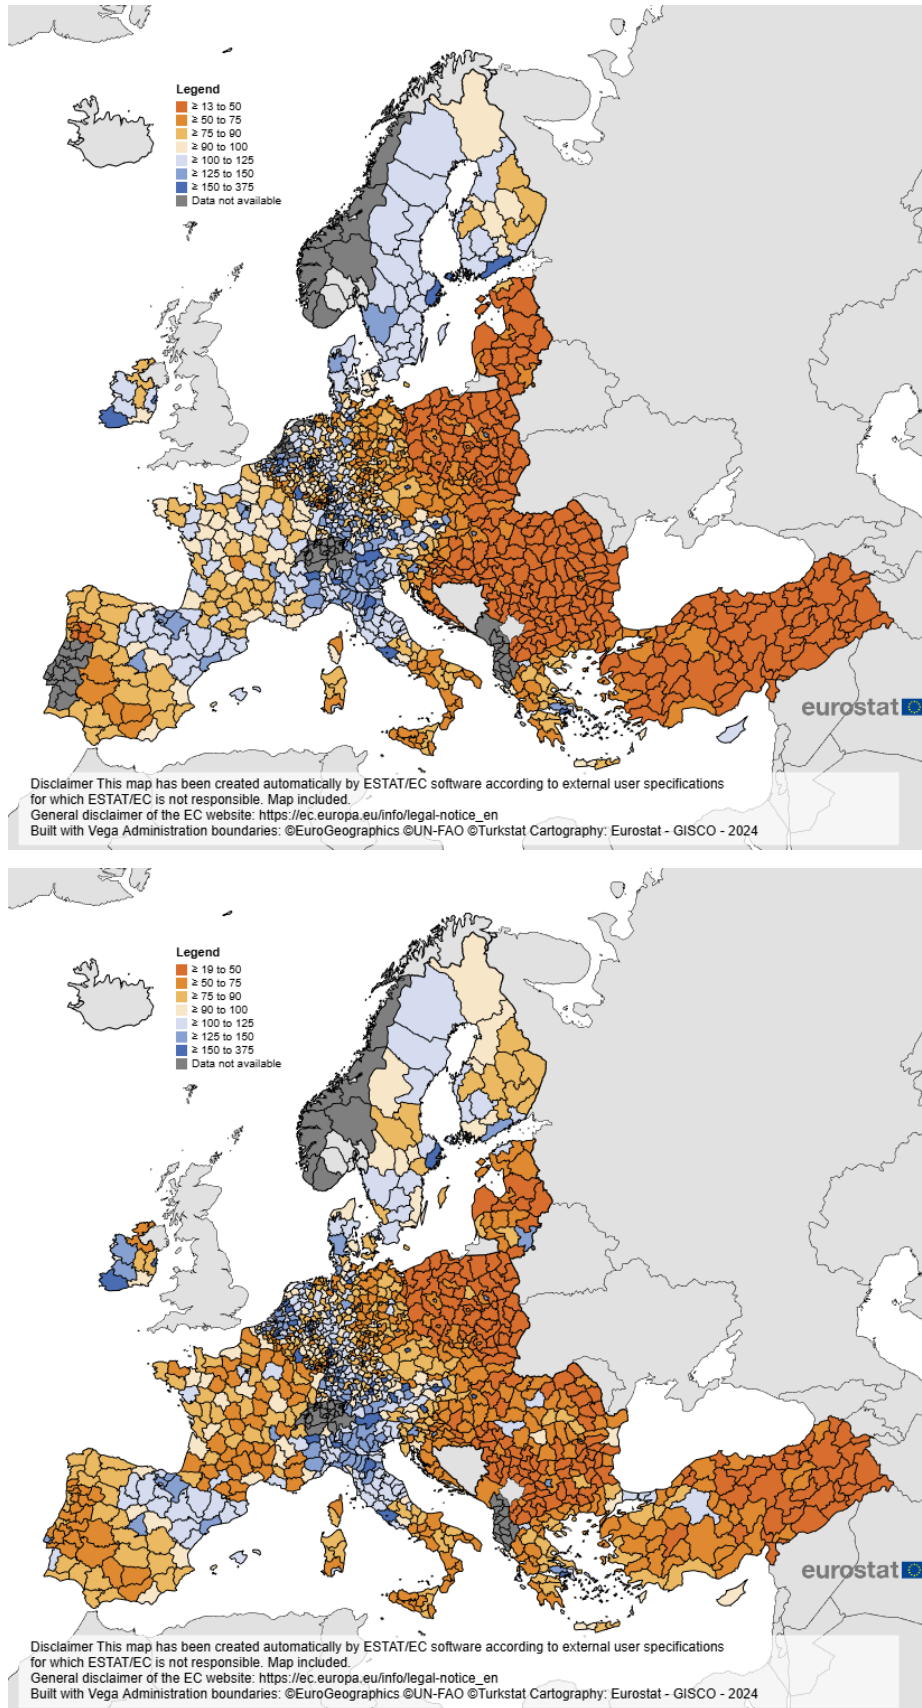 Legend
≥ 13 to 50
≥ 50 to 75
≥ 75 to 90
≥ 90 to 100
≥ 100 to 125
≥ 125 to 150
≥ 150 to 375
Data not available
eurostat
Disclaimer This map has been created automatically by ESTAT/EC software according to external user specifications
for which ESTAT/EC is not responsible. Map included.
General disclaimer of the EC website: https://ec.europa.eu/info/legal-notice_en
Built with Vega Administration boundaries: ©EuroGeographics ©UN-FAO ©Turkstat Cartography: Eurostat - GISCO - 2024
Legend
≥ 19 to 50
≥ 50 to 75
≥ 75 to 90
≥ 90 to 100
≥ 100 to 125
≥ 125 to 150
≥ 150 to 375
Data not available
eurostat
Disclaimer This map has been created automatically by ESTAT/EC software according to external user specifications
for which ESTAT/EC is not responsible. Map included.
General disclaimer of the EC website: https://ec.europa.eu/info/legal-notice_en
Built with Vega Administration boundaries: ©EuroGeographics ©UN-FAO ©Turkstat Cartography: Eurostat - GISCO - 2024